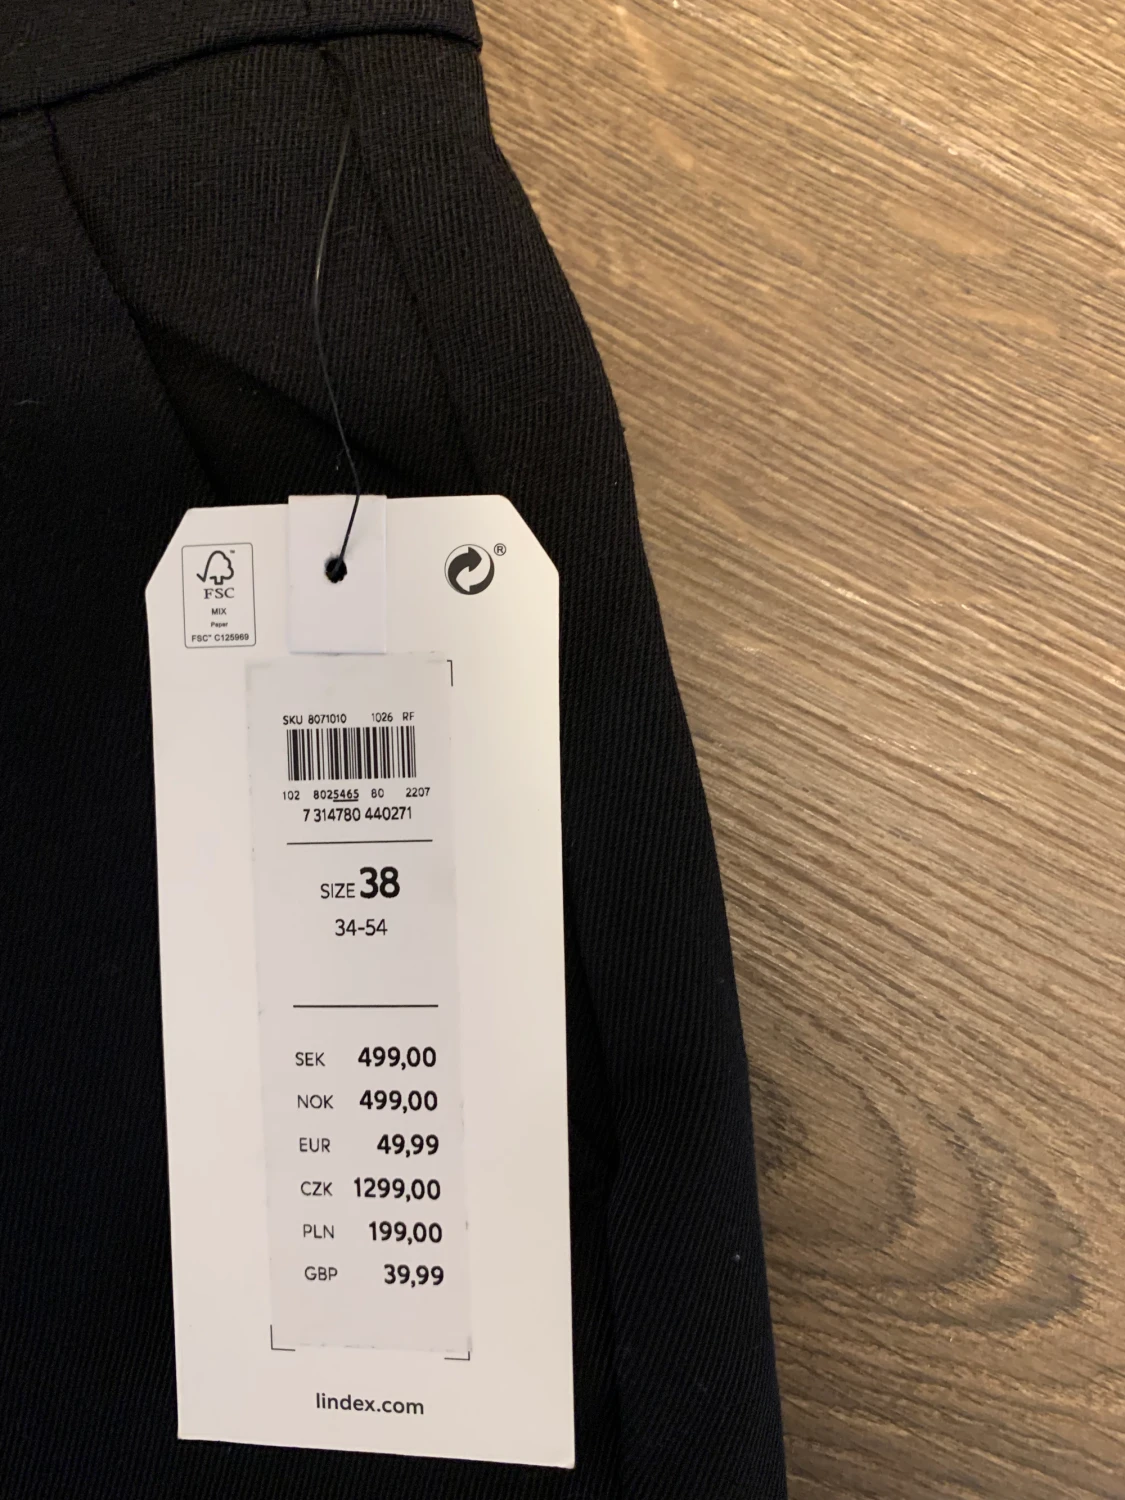 FSC™
MIX
Paper
FSC® C125969
®
SKU 8071010 1026 RF
102 8025465 80 2207
7 314780 440271
SIZE 38
34-54
SEK 499,00
NOK 499,00
EUR 49,99
CZK 1299,00
PLN 199,00
GBP 39,99
lindex.com